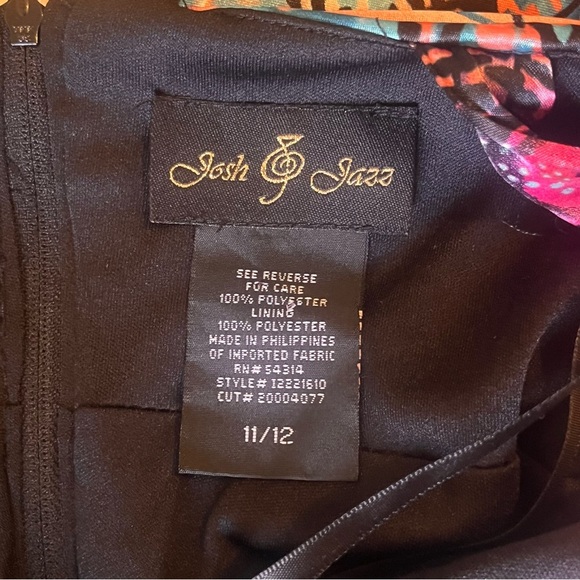 Josh & Jazz
SEE REVERSE
FOR CARE
100% POLYESTER
LINING
100% POLYESTER
MADE IN PHILIPPINES
OF IMPORTED FABRIC
RN# 54314
STYLE# I2221610
CUT# 20004077
11/12